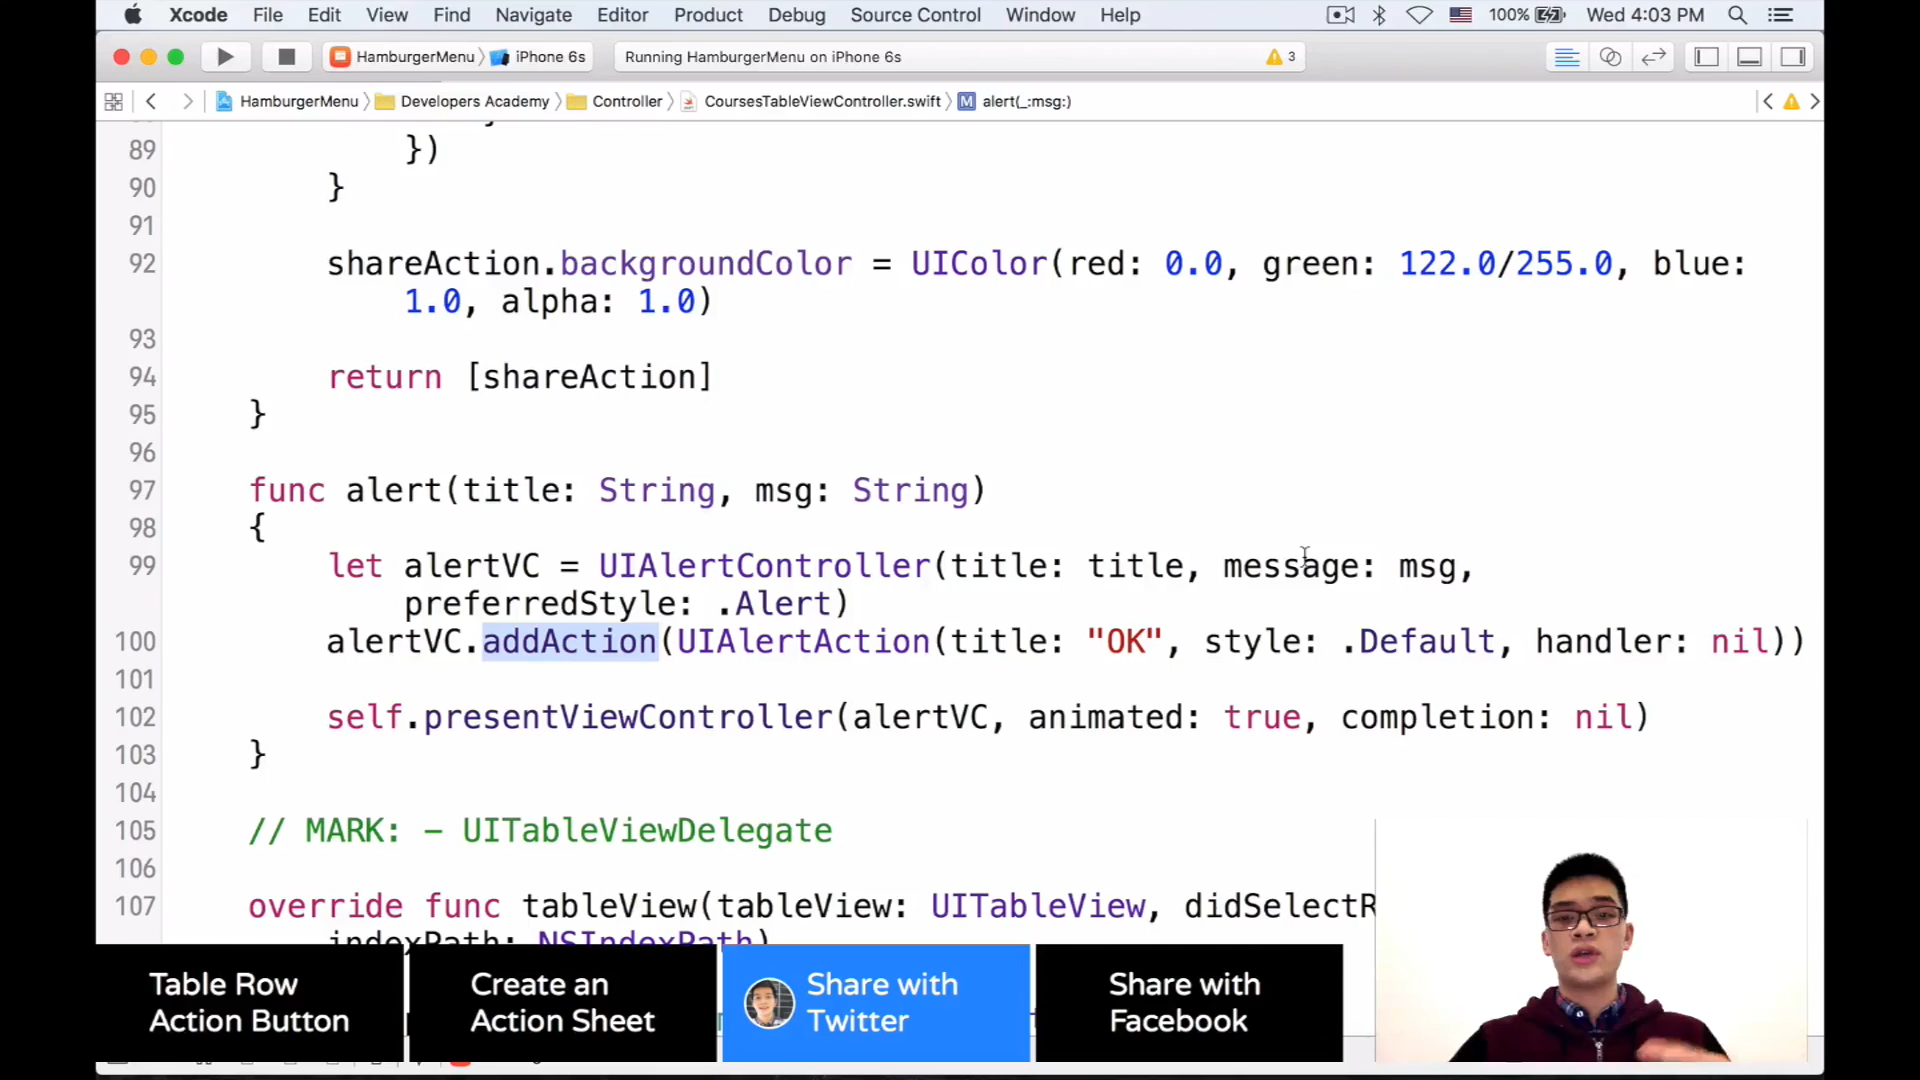 Xcode File Edit View Find Navigate Editor Product Debug Source Control Window Help 100% Wed 4:03 PM
HamburgerMenu iPhone 6s Running HamburgerMenu on iPhone 6s 3
HamburgerMenu Developers Academy Controller CoursesTableViewController.swift M alert(_:msg:)
89 })
90 }
91
92 shareAction.backgroundColor = UIColor(red: 0.0, green: 122.0/255.0, blue:
1.0, alpha: 1.0)
93
94 return [shareAction]
95 }
96
97 func alert(title: String, msg: String)
98 {
99 let alertVC = UIAlertController(title: title, message: msg,
preferredStyle: .Alert)
100 alertVC.addAction(UIAlertAction(title: "OK", style: .Default, handler: nil))
101
102 self.presentViewController(alertVC, animated: true, completion: nil)
103 }
104
105 // MARK: - UITableViewDelegate
106
107 override func tableView(tableView: UITableView, didSelectR
indexPath: NSIndexPath)
Table Row
Action Button
Create an
Action Sheet
Share with
Twitter
Share with
Facebook